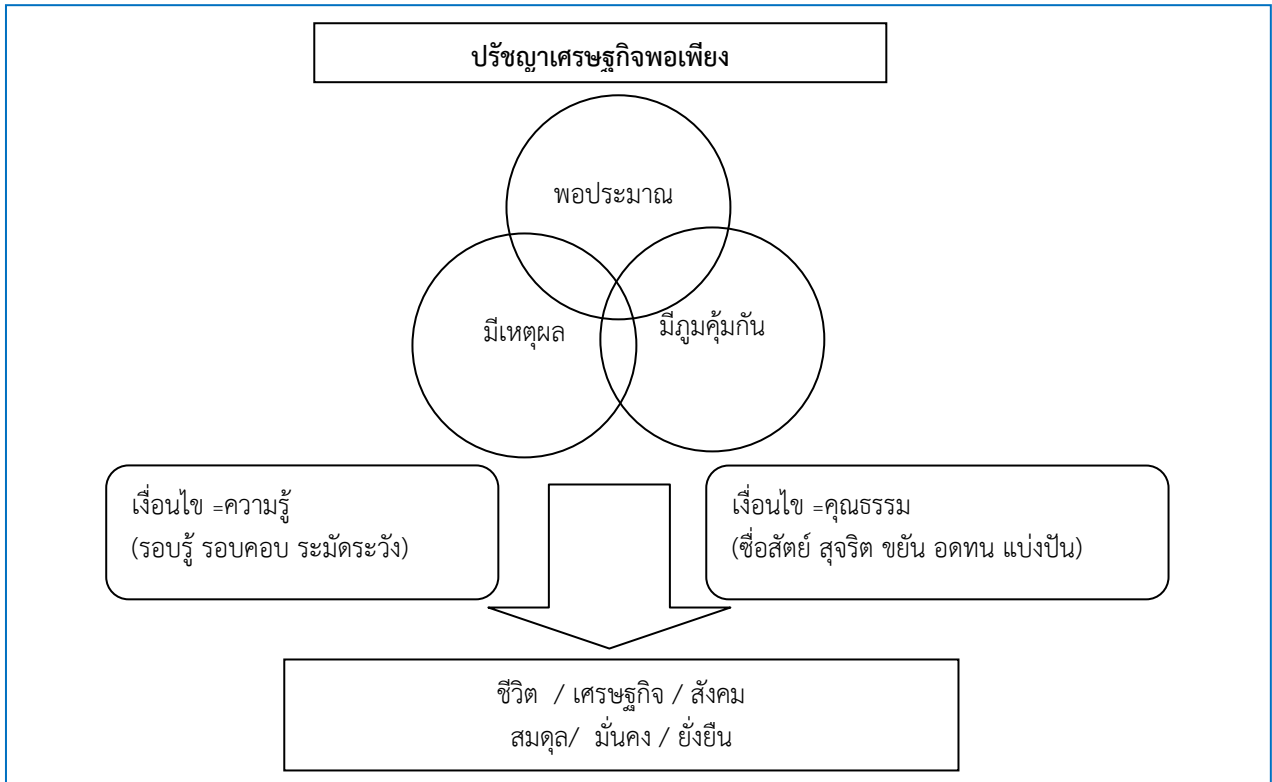 ปรัชญาเศรษฐกิจพอเพียง
พอประมาณ
มีเหตุผล
มีภูมคุ้มกัน
เงื่อนไข =ความรู้
(รอบรู้ รอบคอบ ระมัดระวัง)
เงื่อนไข =คุณธรรม
(ซื่อสัตย์ สุจริต ขยัน อดทน แบ่งปัน)
ชีวิต / เศรษฐกิจ / สังคม
สมดุล/ มั่นคง / ยั่งยืน